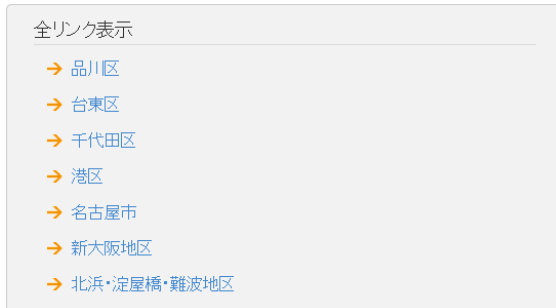 全リンク表示
品川区
台東区
千代田区
港区
名古屋市
新大阪地区
北浜・淀屋橋・難波地区